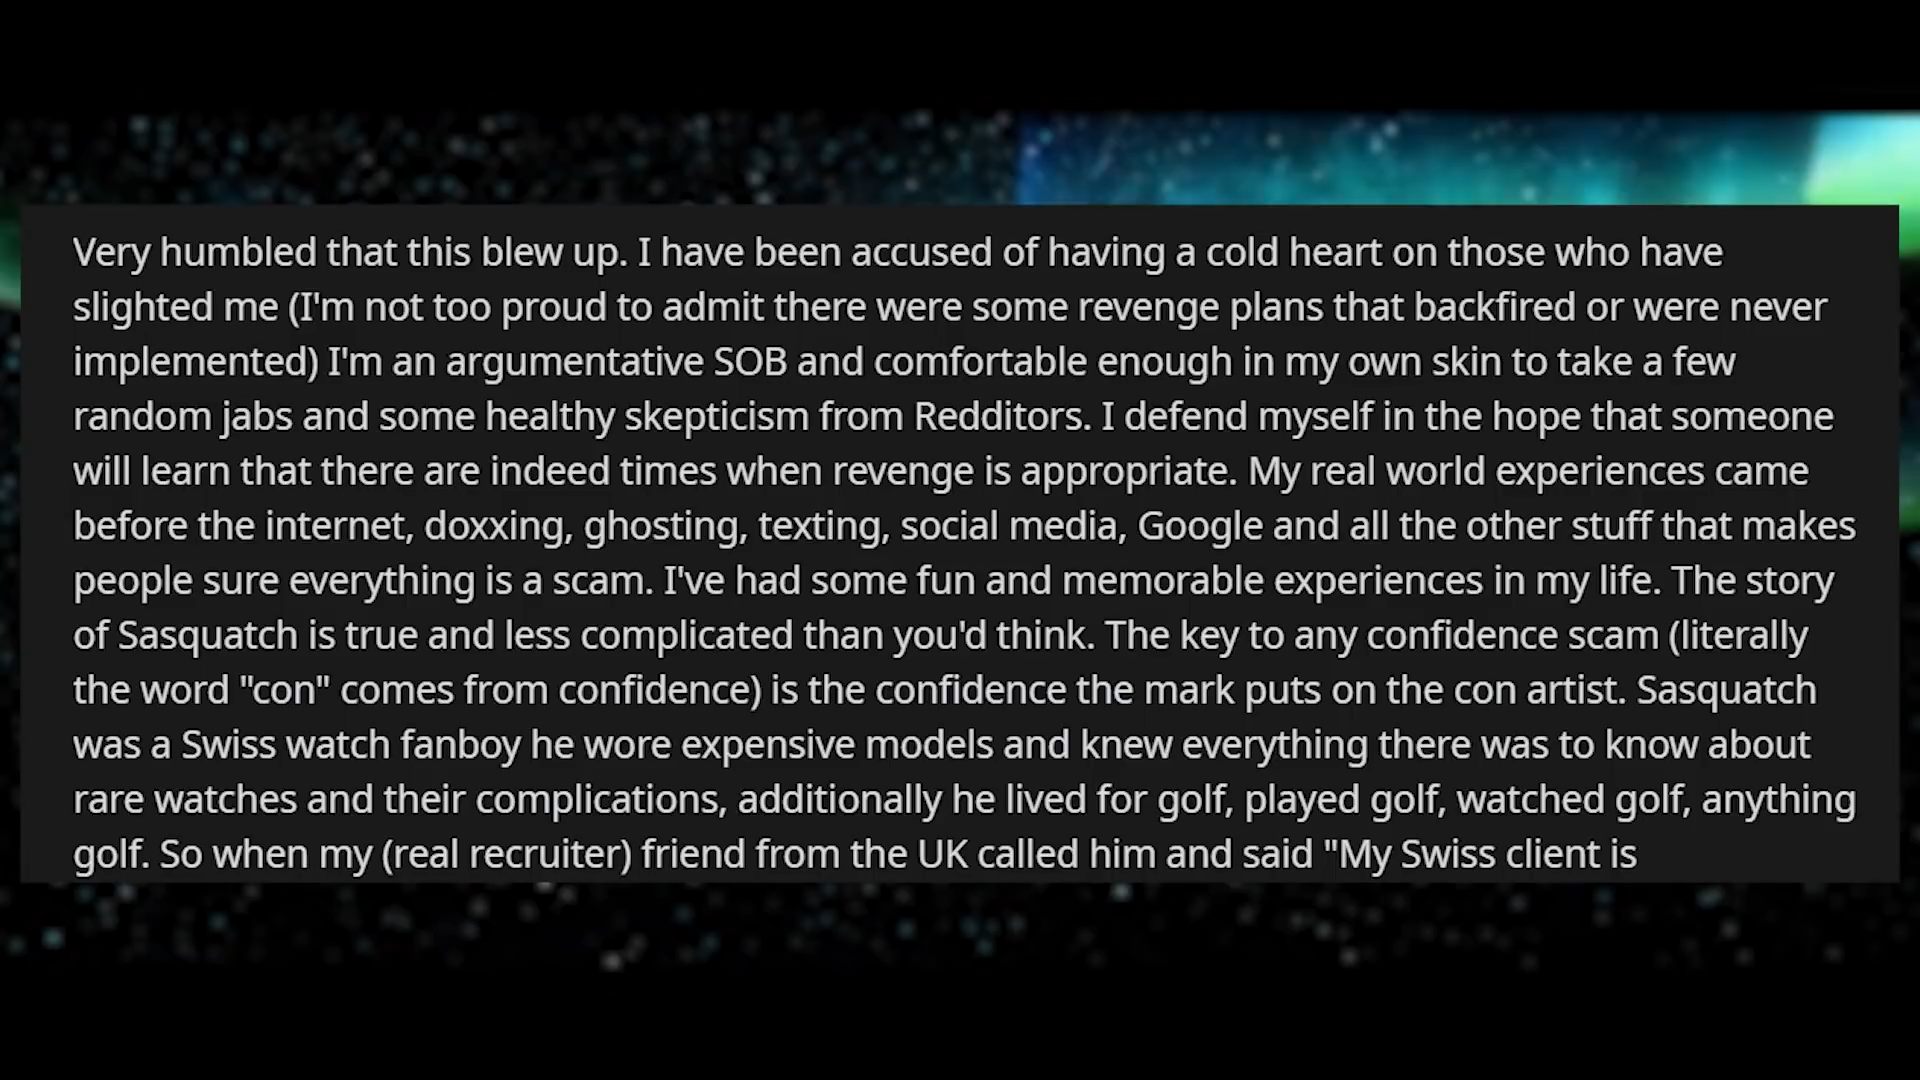 Very humbled that this blew up. I have been accused of having a cold heart on those who have
slighted me (I'm not too proud to admit there were some revenge plans that backfired or were never
implemented) I'm an argumentative SOB and comfortable enough in my own skin to take a few
random jabs and some healthy skepticism from Redditors. I defend myself in the hope that someone
will learn that there are indeed times when revenge is appropriate. My real world experiences came
before the internet, doxxing, ghosting, texting, social media, Google and all the other stuff that makes
people sure everything is a scam. I've had some fun and memorable experiences in my life. The story
of Sasquatch is true and less complicated than you'd think. The key to any confidence scam (literally
the word "con" comes from confidence) is the confidence the mark puts on the con artist. Sasquatch
was a Swiss watch fanboy he wore expensive models and knew everything there was to know about
rare watches and their complications, additionally he lived for golf, played golf, watched golf, anything
golf. So when my (real recruiter) friend from the UK called him and said "My Swiss client is